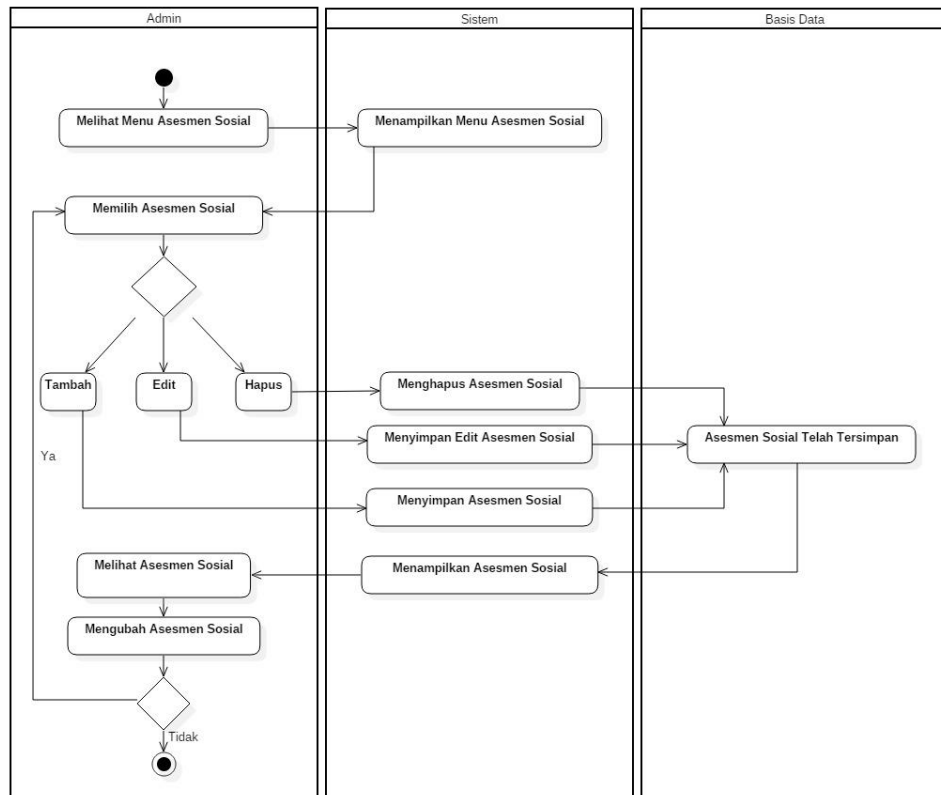 Admin
Sistem
Basis Data
Melihat Menu Asesmen Sosial
Menampilkan Menu Asesmen Sosial
Memilih Asesmen Sosial
Tambah
Edit
Hapus
Menghapus Asesmen Sosial
Menyimpan Edit Asesmen Sosial
Asesmen Sosial Telah Tersimpan
Ya
Menyimpan Asesmen Sosial
Melihat Asesmen Sosial
Menampilkan Asesmen Sosial
Mengubah Asesmen Sosial
Tidak